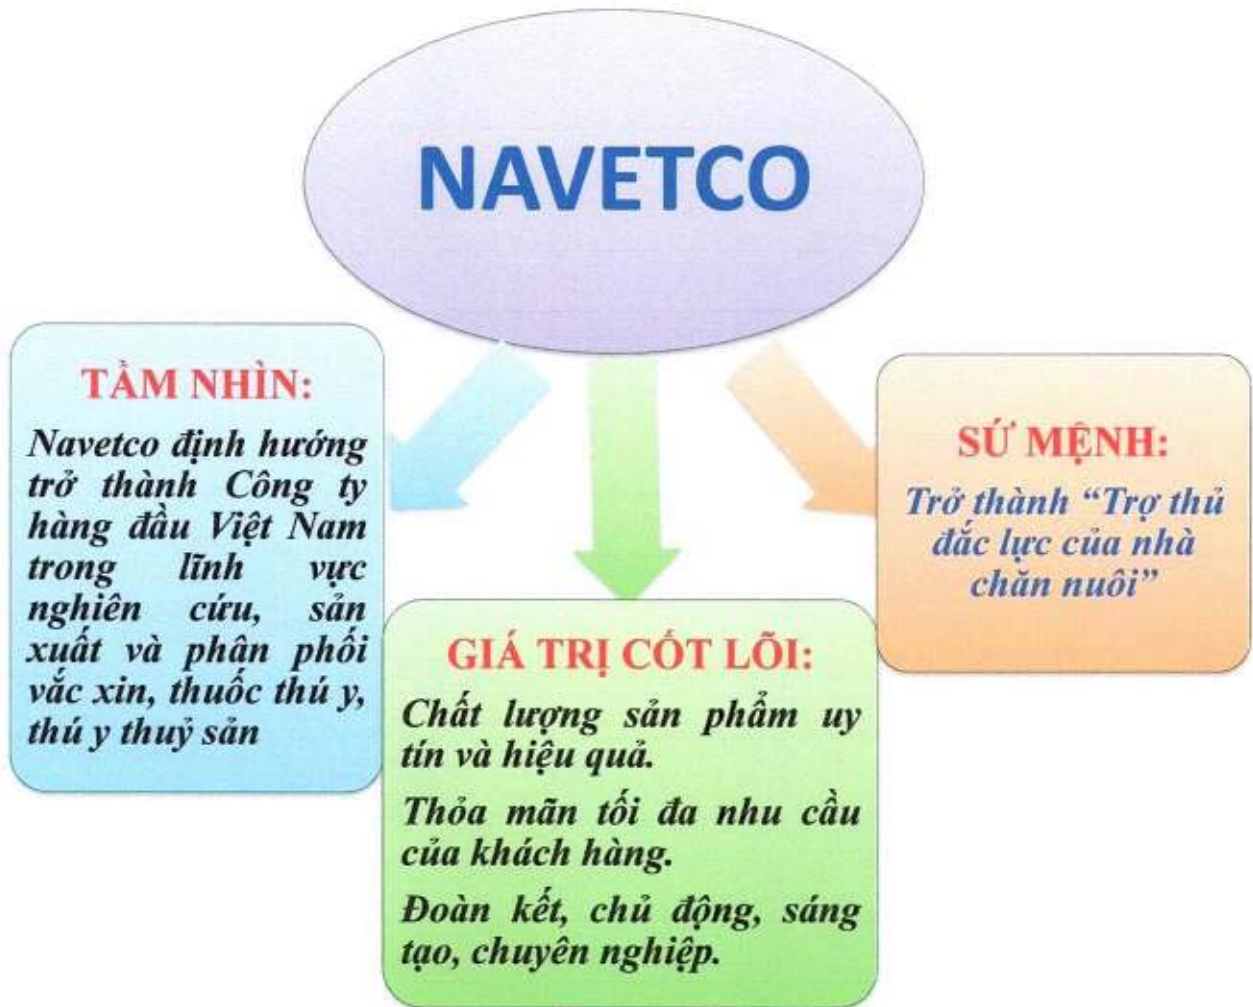 NAVETCO
TẦM NHÌN:
Navetco định hướng
trở thành Công ty
hàng đầu Việt Nam
trong lĩnh vực
nghiên cứu, sản
xuất và phân phối
vắc xin, thuốc thú y,
thú y thuỷ sản
GIÁ TRỊ CỐT LÕI:
Chất lượng sản phẩm uy
tín và hiệu quả.
Thỏa mãn tối đa nhu cầu
của khách hàng.
Đoàn kết, chủ động, sáng
tạo, chuyên nghiệp.
SỨ MỆNH:
Trở thành “Trợ thủ
đắc lực của nhà
chăn nuôi”